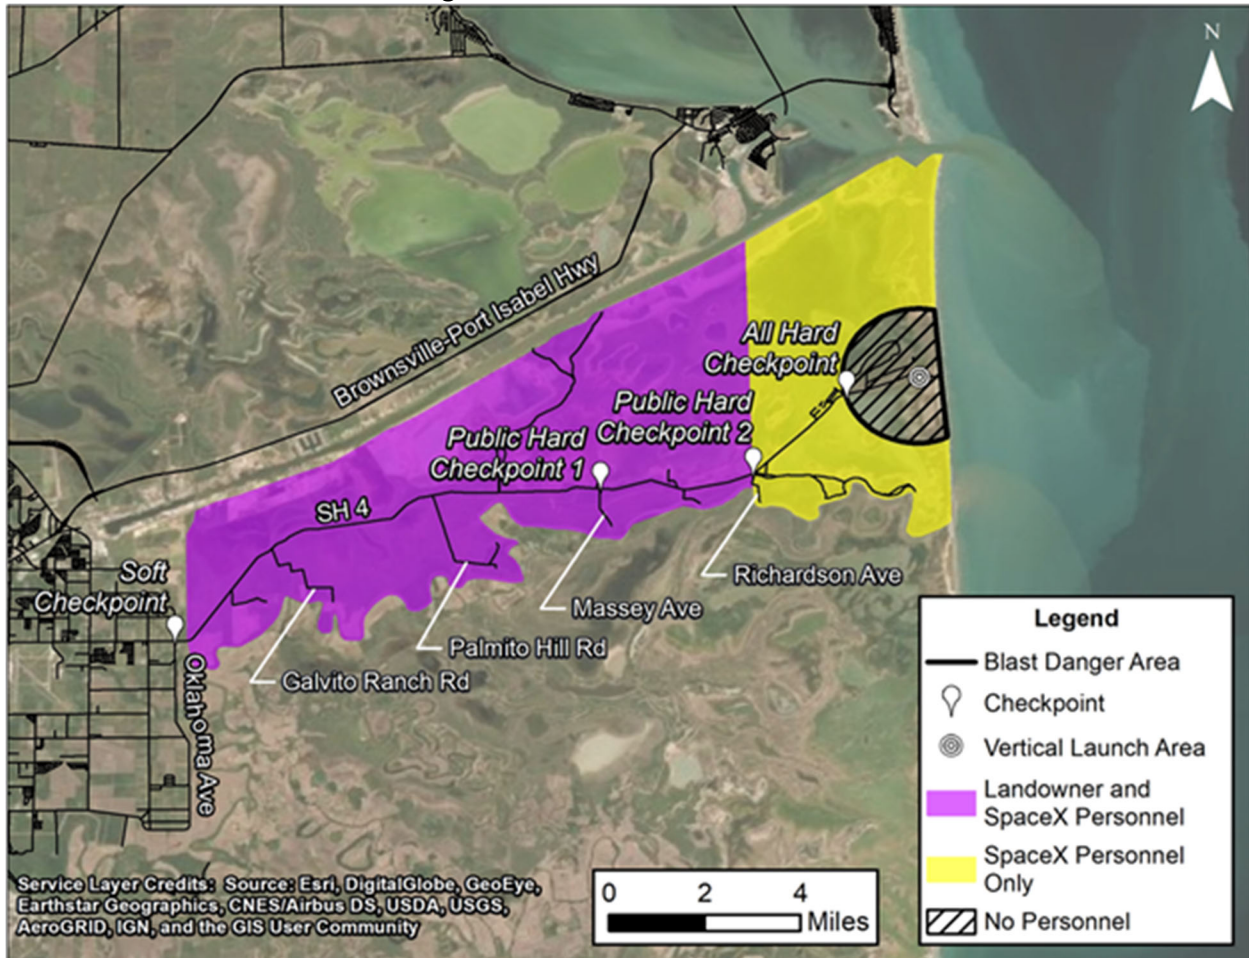 N
Brownsville-Port Isabel Hwy
All Hard
Checkpoint
Public Hard
Checkpoint 2
Public Hard
Checkpoint 1
SH 4
Soft
Checkpoint
Richardson Ave
Massey Ave
Palmito Hill Rd
Galvito Ranch Rd
Oklahoma Ave
Legend
Blast Danger Area
Checkpoint
Vertical Launch Area
Landowner and
SpaceX Personnel
SpaceX Personnel
Only
No Personnel
0 2 4
Miles
Service Layer Credits: Source: Esri, DigitalGlobe, GeoEye,
Earthstar Geographics, CNES/Airbus DS, USDA, USGS,
AeroGRID, IGN, and the GIS User Community